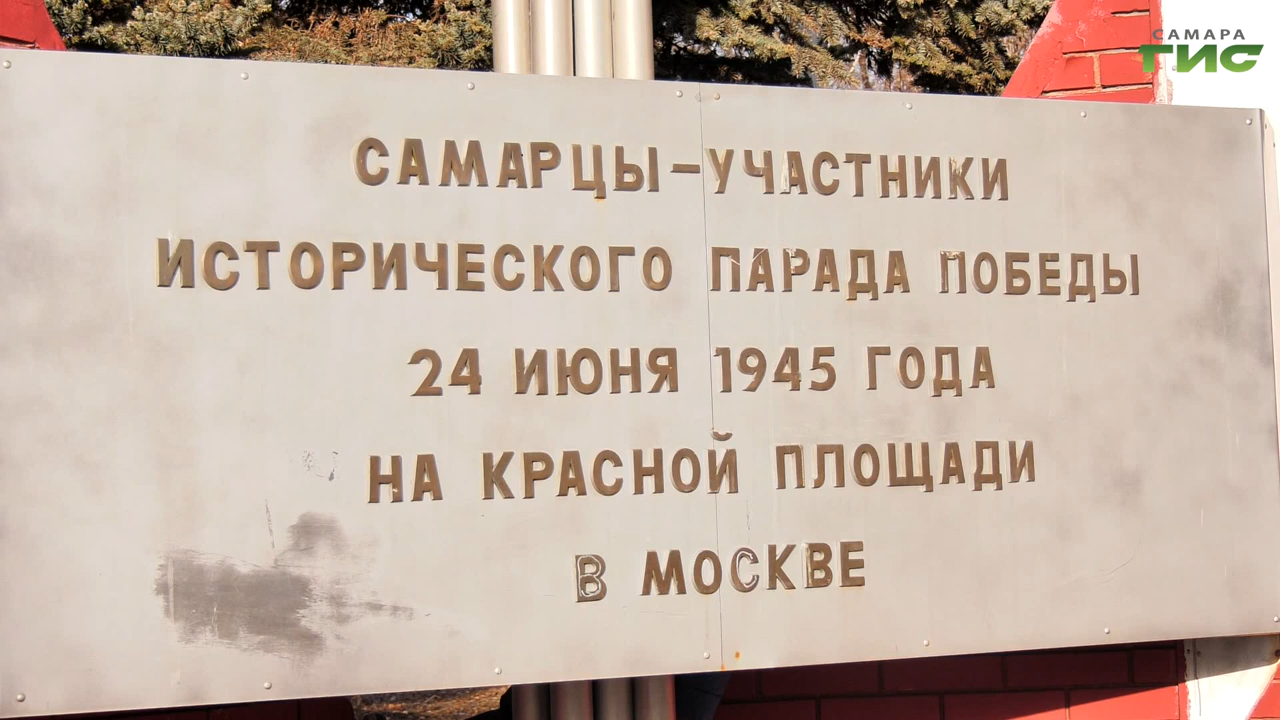 САМАРА
ТИС
САМАРЦЫ-УЧАСТНИКИ
ИСТОРИЧЕСКОГО ПАРАДА ПОБЕДЫ
24 ИЮНЯ 1945 ГОДА
НА КРАСНОЙ ПЛОЩАДИ
В МОСКВЕ